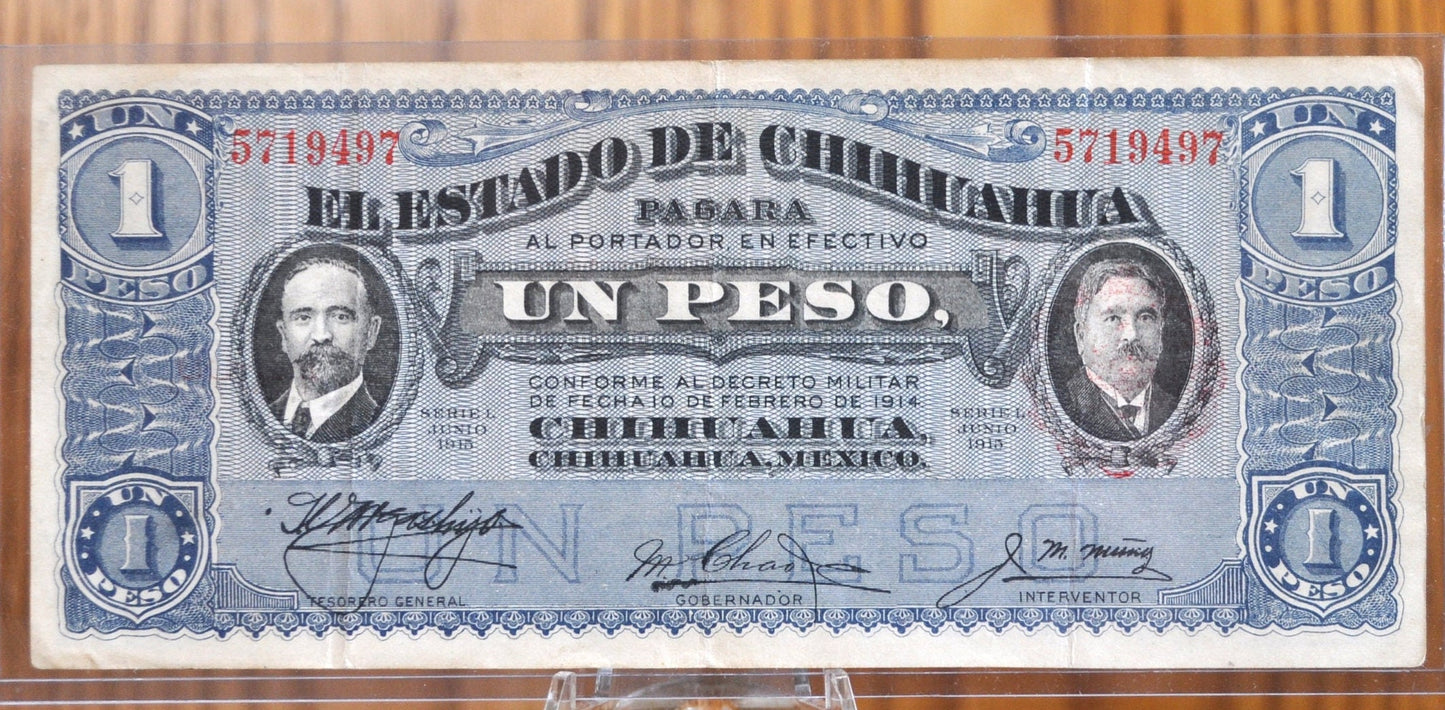 UN
1
PESO
5719497
5719497
UN
1
PESO
EL ESTADO DE CHIHUAHUA
PAGARA
AL PORTADOR EN EFECTIVO
UN PESO,
CONFORME AL DECRETO MILITAR
DE FECHA 10 DE FEBRERO DE 1914
CHIHUAHUA,
CHIHUAHUA, MEXICO.
SERIE L
JUNIO
1915
SERIE L
JUNIO
1915
UN PESO
UN
1
PESO
TESORERO GENERAL
GOBERNADOR
J. M. Muñoz
INTERVENTOR
UN
1
PESO